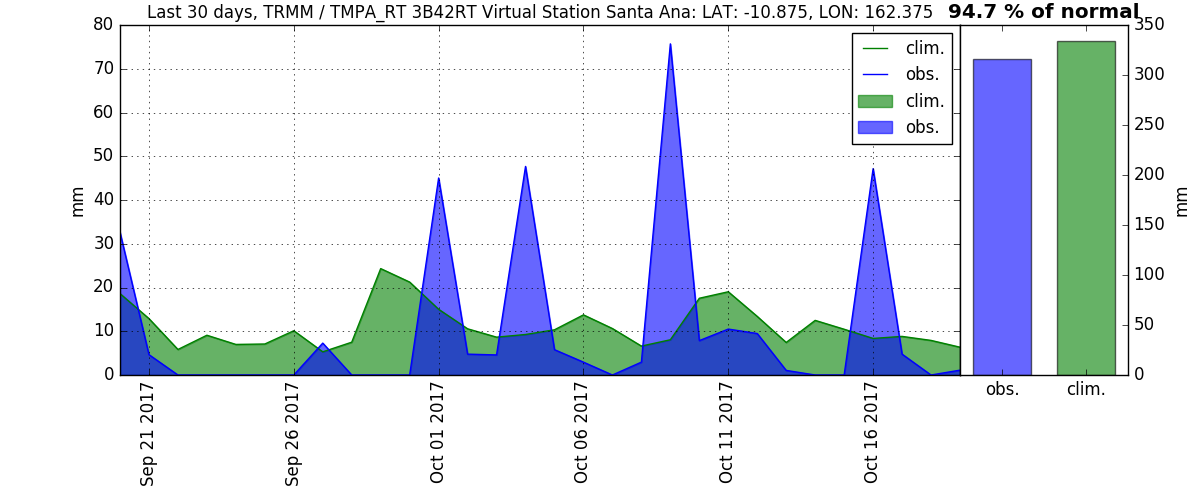 Last 30 days, TRMM / TMPA_RT 3B42RT Virtual Station Santa Ana: LAT: -10.875, LON: 162.375
94.7 % of normal
80
70
60
50
40
30
20
10
0
mm
clim.
obs.
clim.
obs.
Sep 21 2017
Sep 26 2017
Oct 01 2017
Oct 06 2017
Oct 11 2017
Oct 16 2017
350
300
250
200
150
100
50
0
mm
obs.
clim.